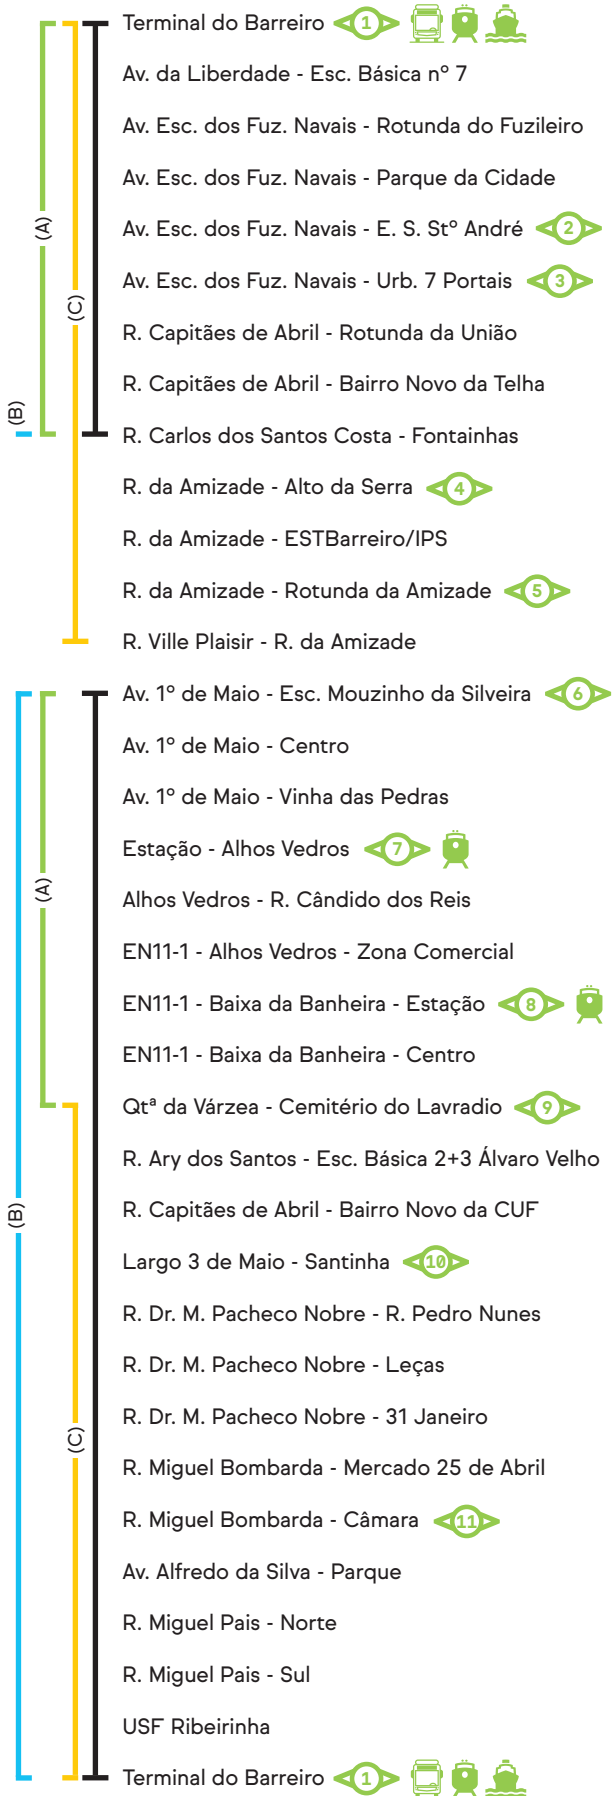 Terminal do Barreiro 1
Av. da Liberdade - Esc. Básica nº 7
Av. Esc. dos Fuz. Navais - Rotunda do Fuzileiro
Av. Esc. dos Fuz. Navais - Parque da Cidade
(A)
Av. Esc. dos Fuz. Navais - E. S. Stº André 2
Av. Esc. dos Fuz. Navais - Urb. 7 Portais 3
(C)
R. Capitães de Abril - Rotunda da União
R. Capitães de Abril - Bairro Novo da Telha
(B)
R. Carlos dos Santos Costa - Fontainhas
R. da Amizade - Alto da Serra 4
R. da Amizade - ESTBarreiro/IPS
R. da Amizade - Rotunda da Amizade 5
R. Ville Plaisir - R. da Amizade
Av. 1º de Maio - Esc. Mouzinho da Silveira 6
Av. 1º de Maio - Centro
Av. 1º de Maio - Vinha das Pedras
Estação - Alhos Vedros 7
(A)
Alhos Vedros - R. Cândido dos Reis
EN11-1 - Alhos Vedros - Zona Comercial
EN11-1 - Baixa da Banheira - Estação 8
EN11-1 - Baixa da Banheira - Centro
Qtª da Várzea - Cemitério do Lavradio 9
R. Ary dos Santos - Esc. Básica 2+3 Álvaro Velho
(B)
R. Capitães de Abril - Bairro Novo da CUF
Largo 3 de Maio - Santinha 10
R. Dr. M. Pacheco Nobre - R. Pedro Nunes
R. Dr. M. Pacheco Nobre - Leças
R. Dr. M. Pacheco Nobre - 31 Janeiro
(C)
R. Miguel Bombarda - Mercado 25 de Abril
R. Miguel Bombarda - Câmara 11
Av. Alfredo da Silva - Parque
R. Miguel Pais - Norte
R. Miguel Pais - Sul
USF Ribeirinha
Terminal do Barreiro 1